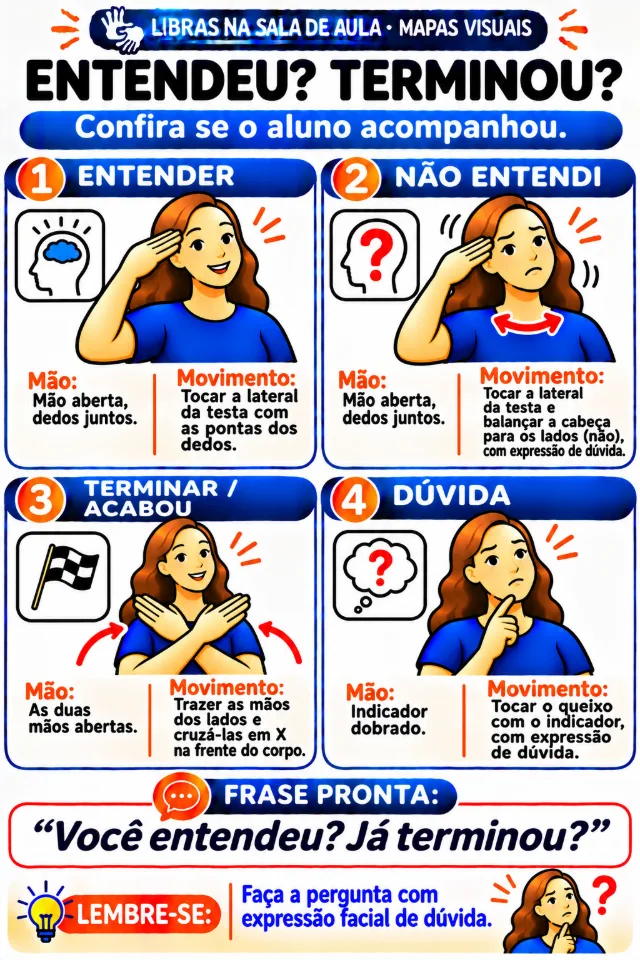 LIBRAS NA SALA DE AULA • MAPAS VISUAIS
ENTENDEU? TERMINOU?
Confira se o aluno acompanhou.
1 ENTENDER
Mão:
Mão aberta,
dedos juntos.
Movimento:
Tocar a lateral
da testa com
as pontas dos
dedos.
2 NÃO ENTENDI
?
Mão:
Mão aberta,
dedos juntos.
Movimento:
Tocar a lateral
da testa e
balançar a cabeça
para os lados (não),
com expressão de dúvida.
3 TERMINAR /
ACABOU
Mão:
As duas
mãos abertas.
Movimento:
Trazer as mãos
dos lados e
cruzá-las em X
na frente do corpo.
4 DÚVIDA
?
Mão:
Indicador
dobrado.
Movimento:
Tocar o queixo
com o indicador,
com expressão
de dúvida.
FRASE PRONTA:
“Você entendeu? Já terminou?”
LEMBRE-SE:
Faça a pergunta com
expressão facial de dúvida.
?